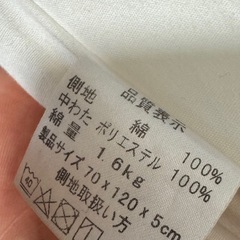 品質表示
側地 綿 100%
中わた ポリエステル 100%
綿量 1.6kg
製品サイズ 70×120×5cm
側地取扱い方
40